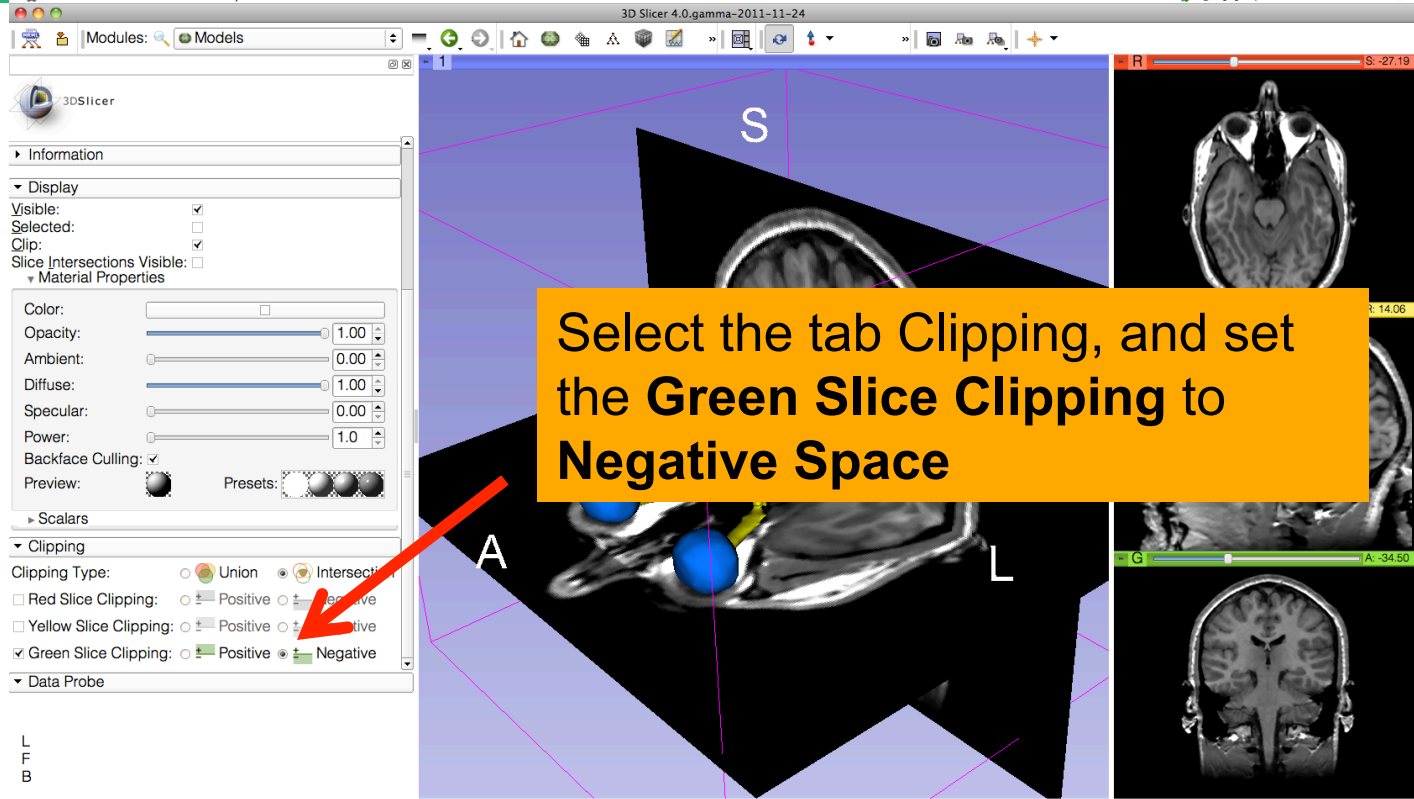 3D Slicer 4.0.gamma-2011-11-24
Modules: Models
» »
1
3DSlicer
Information
Display
Visible:
Selected:
Clip:
Slice Intersections Visible:
Material Properties
Color:
Opacity: 1.00
Ambient: 0.00
Diffuse: 1.00
Specular: 0.00
Power: 1.0
Backface Culling:
Preview: Presets:
Scalars
Clipping
Clipping Type: Union Intersection
Red Slice Clipping: Positive Negative
Yellow Slice Clipping: Positive
Green Slice Clipping: Positive Negative
Data Probe
L
F
B
S
A
L
Select the tab Clipping, and set
the Green Slice Clipping to
Negative Space
R S: -27.19
R: 14.06
G A: -34.50